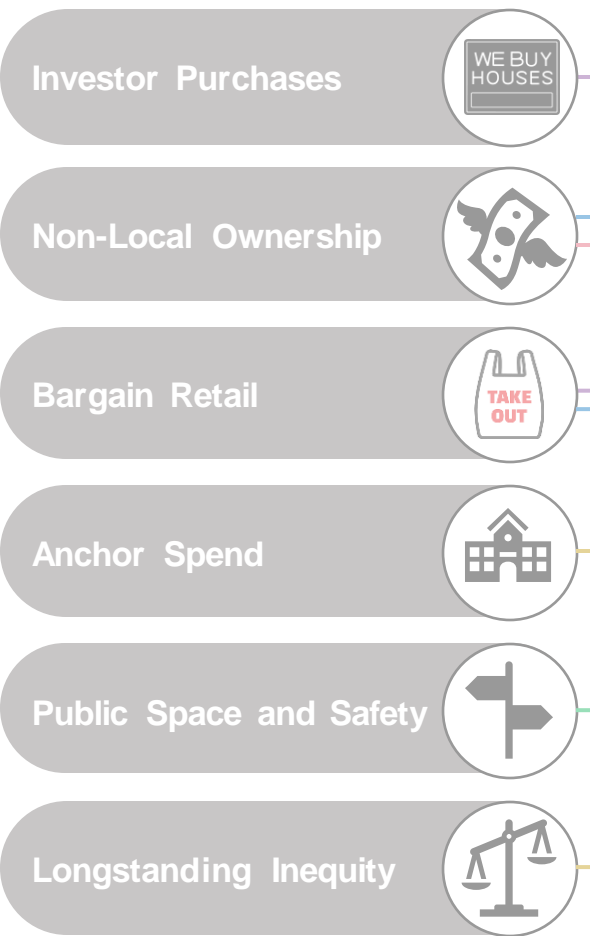 Investor Purchases
WE BUY
HOUSES
Non-Local Ownership
Bargain Retail
TAKE
OUT
Anchor Spend
Public Space and Safety
Longstanding Inequity